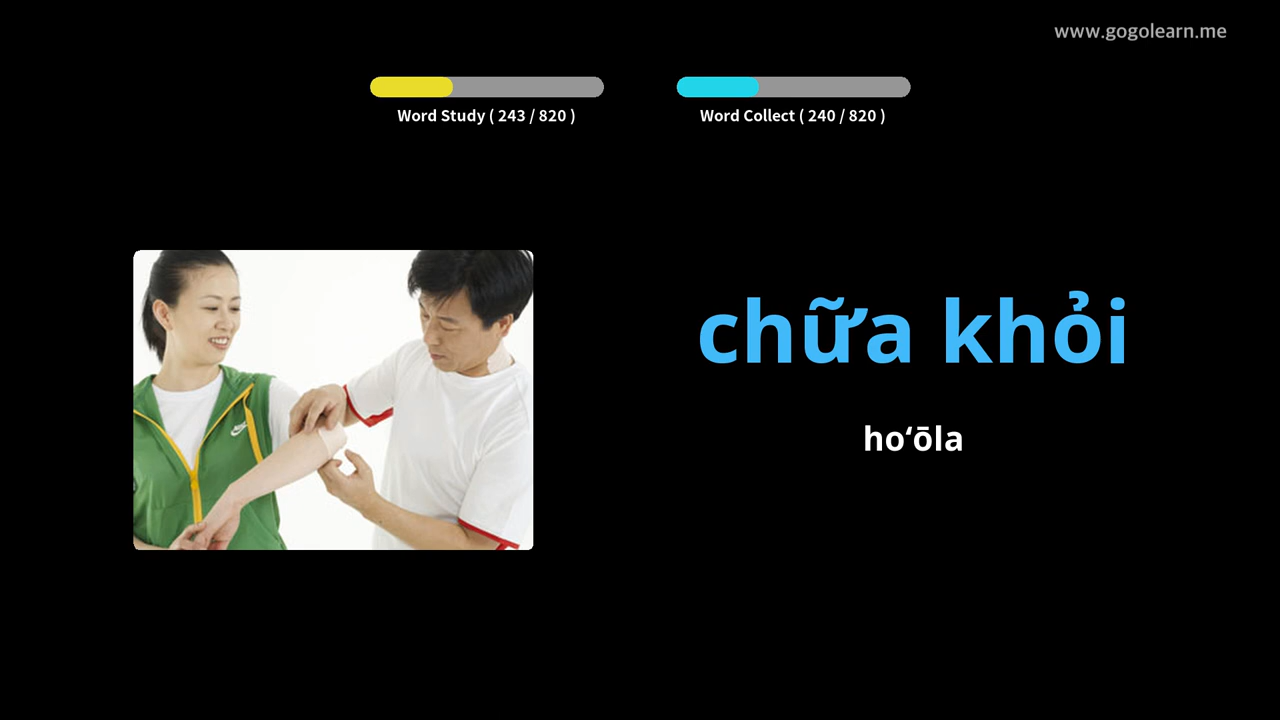 www.gogolearn.me
Word Study ( 243 / 820 )
Word Collect ( 240 / 820 )
chữa khỏi
hoʻōla